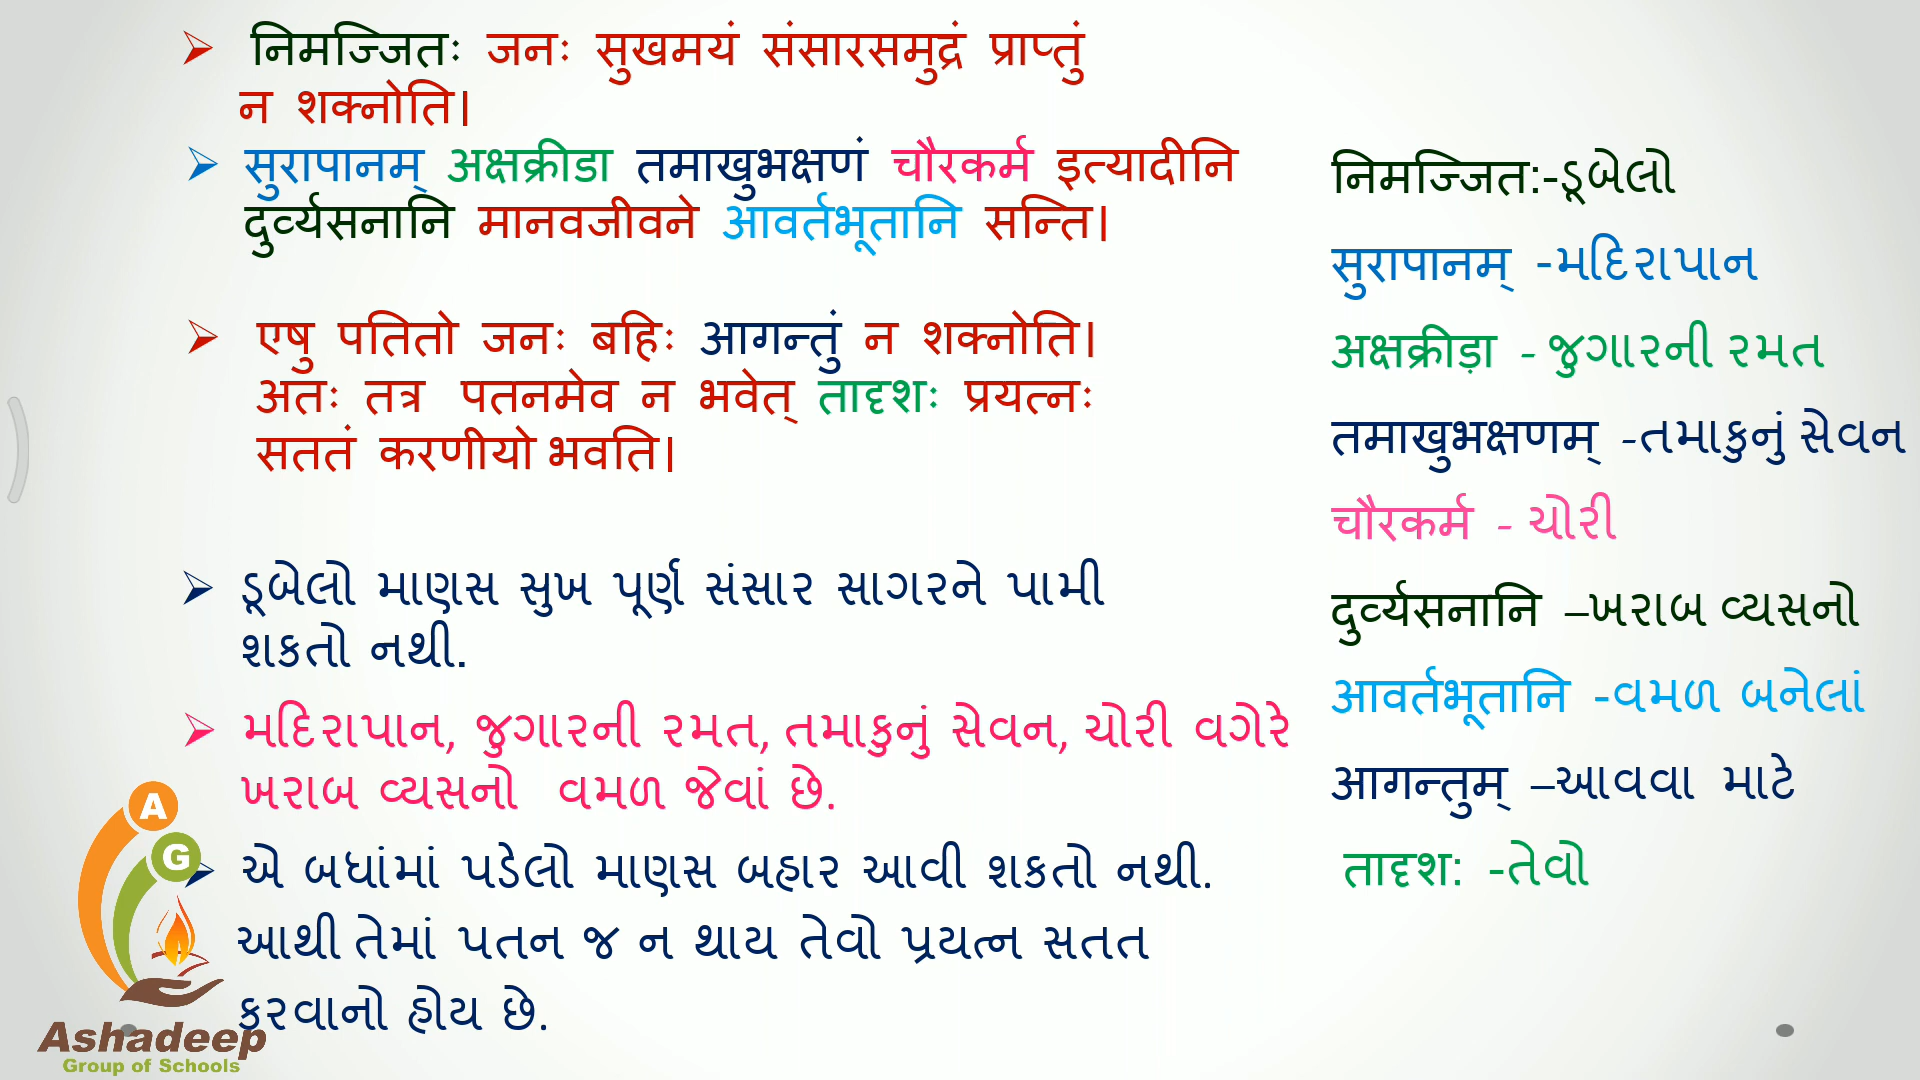 ➢ निमज्जितः जनः सुखमयं संसारसमुद्रं प्राप्तुं
न शक्नोति।
➢ सुरापानम् अक्षक्रीडा तमाखुभक्षणं चौरकर्म इत्यादीनि
दुर्व्यसनानि मानवजीवने आवर्तभूतानि सन्ति।
➢ एषु पतितो जनः बहिः आगन्तुं न शक्नोति।
अतः तत्र पतनमेव न भवेत् तादृशः प्रयत्नः
सततं करणीयो भवति।
➢ ડૂબેલો માણસ સુખ પૂર્ણ સંસાર સાગરને પામી
શકતો નથી.
➢ મદિરાપાન, જુગારની રમત, તમાકુનું સેવન, ચોરી વગેરે
ખરાબ વ્યસનો વમળ જેવાં છે.
➢ એ બધાંમાં પડેલો માણસ બહાર આવી શકતો નથી.
આથી તેમાં પતન જ ન થાય તેવો પ્રયત્ન સતત
કરવાનો હોય છે.
निमज्जित:-ડૂબેલો
सुरापानम् -મદિરાપાન
अक्षक्रीड़ा - જુગારની રમત
तमाखुभक्षणम् -તમાકુનું સેવન
चौरकर्म - ચોરી
दुर्व्यसनानि –ખરાબ વ્યસનો
आवर्तभूतानि -વમળ બનેલાં
आगन्तुम् –આવવા માટે
तादृश: -તેવો
A
G
Ashadeep
Group of Schools